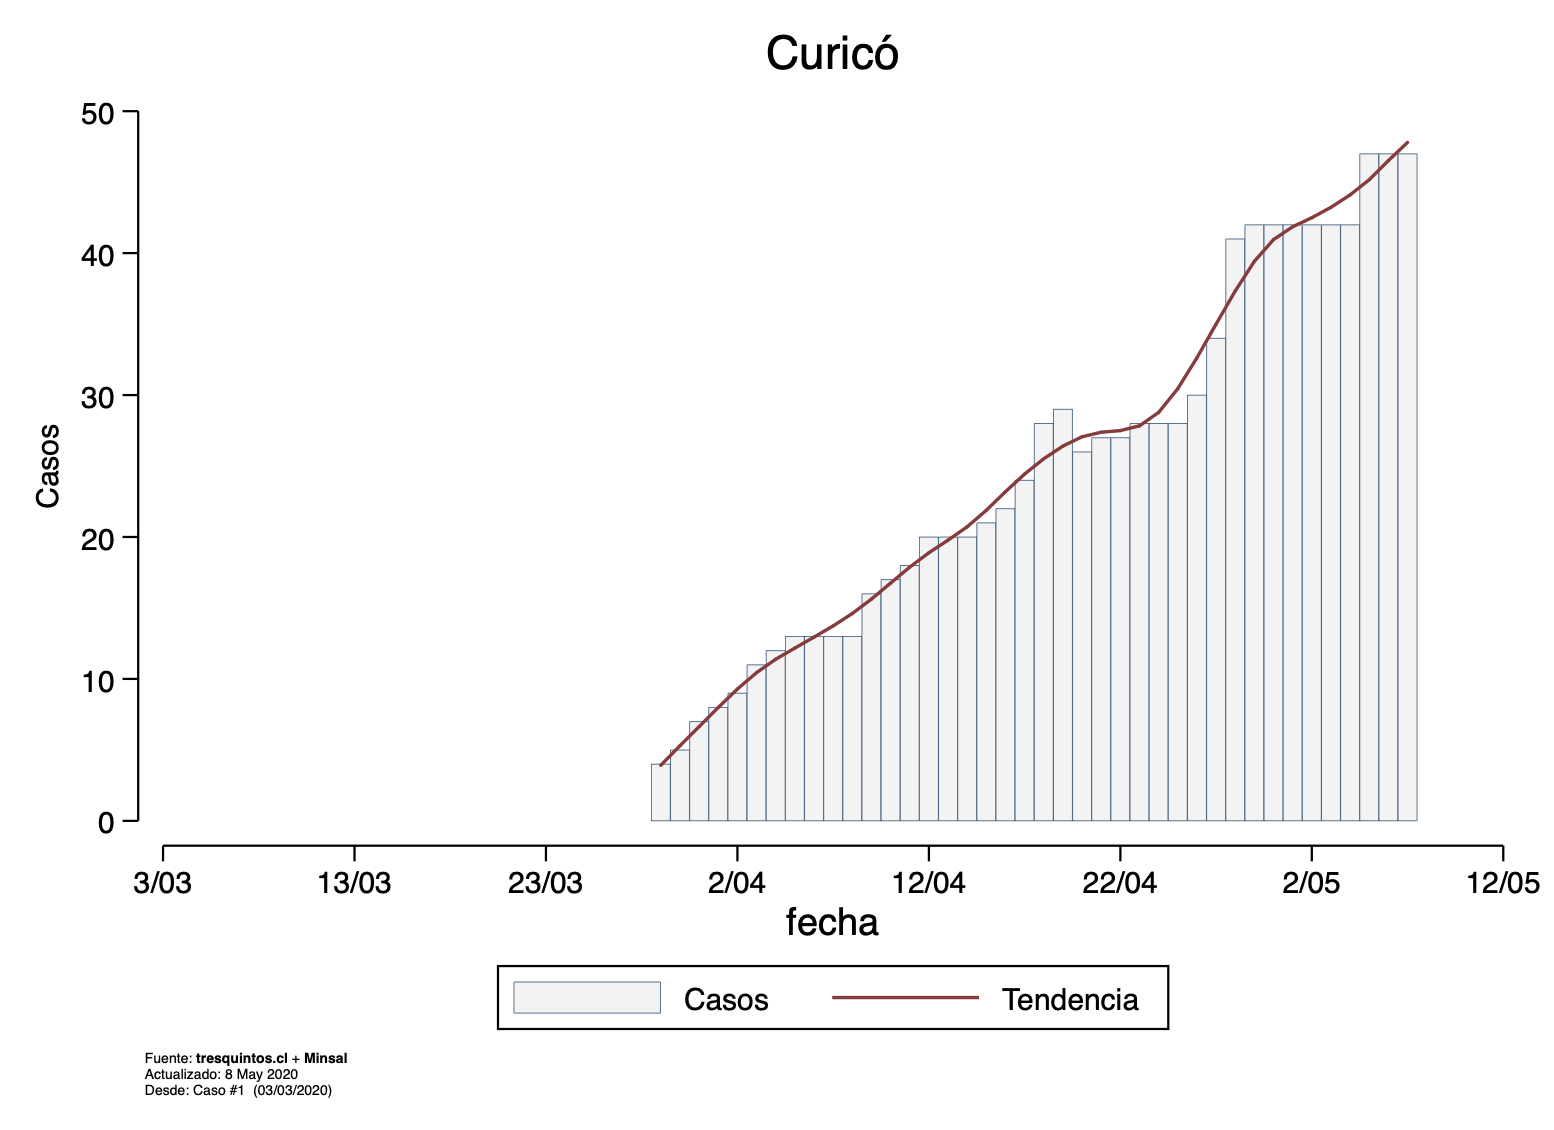 Curicó
50
40
30
20
10
0
Casos
3/03 13/03 23/03 2/04 12/04 22/04 2/05 12/05
fecha
Casos Tendencia
Fuente: tresquintos.cl + Minsal
Actualizado: 8 May 2020
Desde: Caso #1 (03/03/2020)